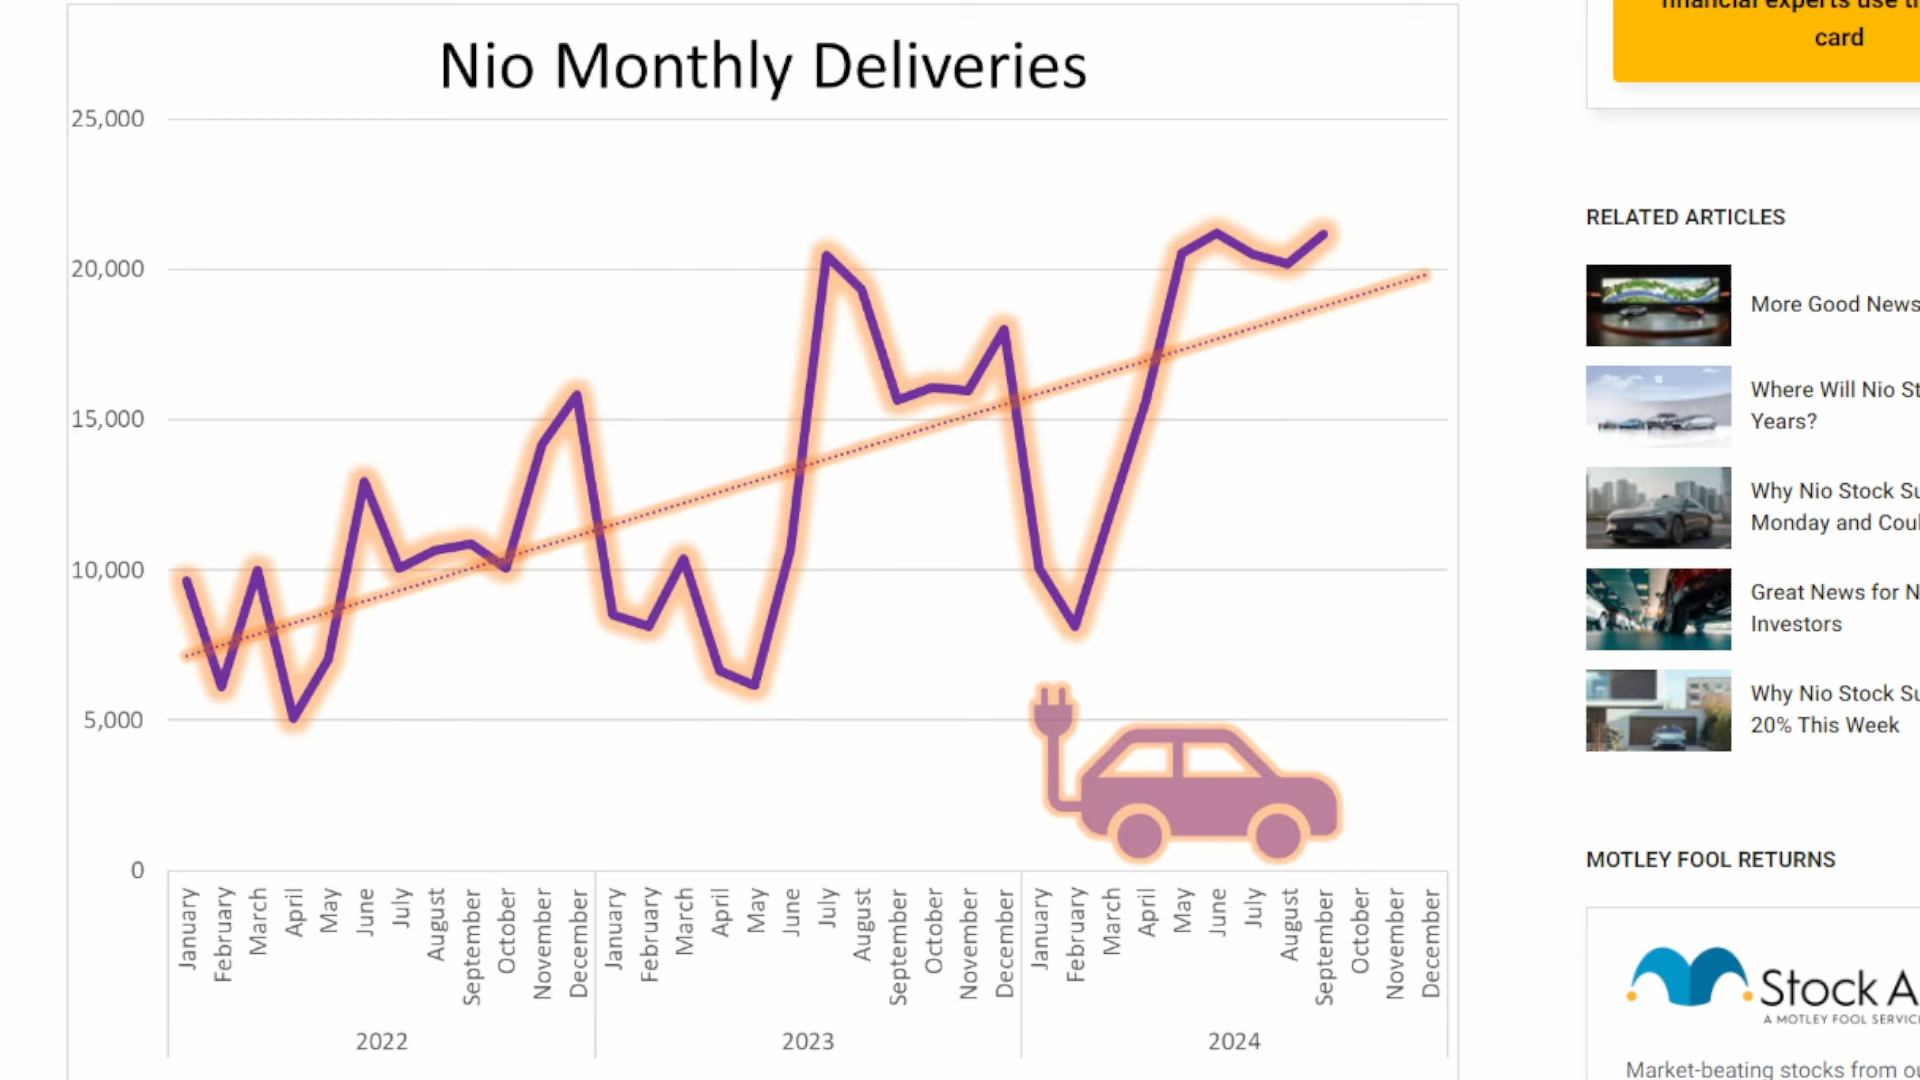 Nio Monthly Deliveries
25,000
20,000
15,000
10,000
5,000
0
January
February
March
April
May
June
July
August
September
October
November
December
January
February
March
April
May
June
July
August
September
October
November
December
January
February
March
April
May
June
July
August
September
October
November
December
2022
2023
2024
financial experts use
card
RELATED ARTICLES
More Good News
Where Will Nio St
Years?
Why Nio Stock Su
Monday and Coul
Great News for N
Investors
Why Nio Stock Su
20% This Week
MOTLEY FOOL RETURNS
Stock A
A MOTLEY FOOL SERVIC
Market-beating stocks from ou